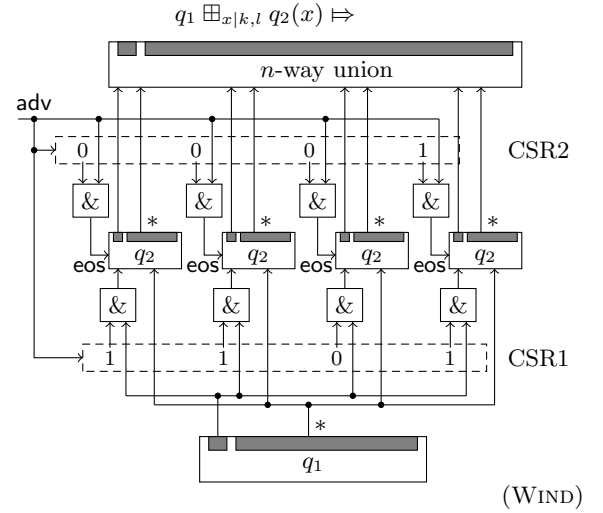 q₁ ⊞ₓ|ₖ,ₗ q₂(x) ⤇
n-way union
adv
0 0 0 1 CSR2
& & & &
* * * *
q₂ q₂ q₂ q₂
eos eos eos eos
& & & &
1 1 0 1 CSR1
*
q₁
(WIND)